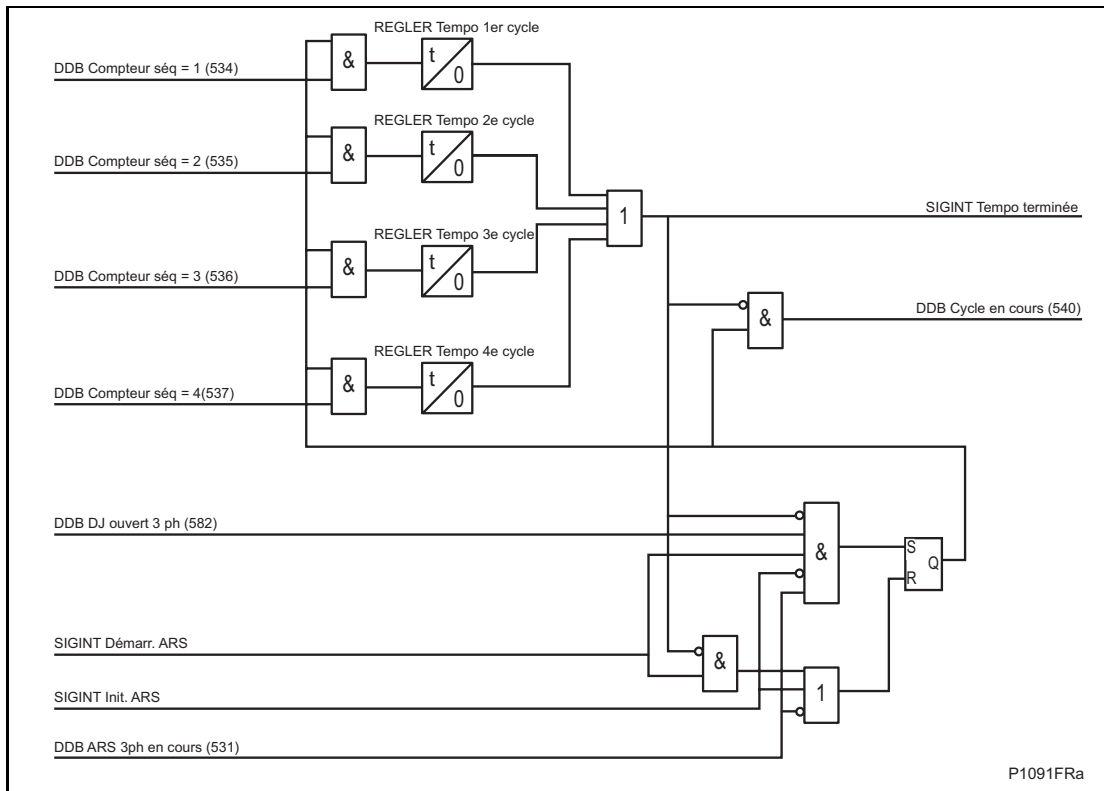 REGLER Tempo 1er cycle
DDB Compteur séq = 1 (534)
&
t
0
REGLER Tempo 2e cycle
DDB Compteur séq = 2 (535)
&
t
0
1
SIGINT Tempo terminée
REGLER Tempo 3e cycle
DDB Compteur séq = 3 (536)
&
t
0
&
DDB Cycle en cours (540)
REGLER Tempo 4e cycle
DDB Compteur séq = 4(537)
&
t
0
DDB DJ ouvert 3 ph (582)
&
S
Q
R
SIGINT Démarr. ARS
&
SIGINT Init. ARS
1
DDB ARS 3ph en cours (531)
P1091FRa